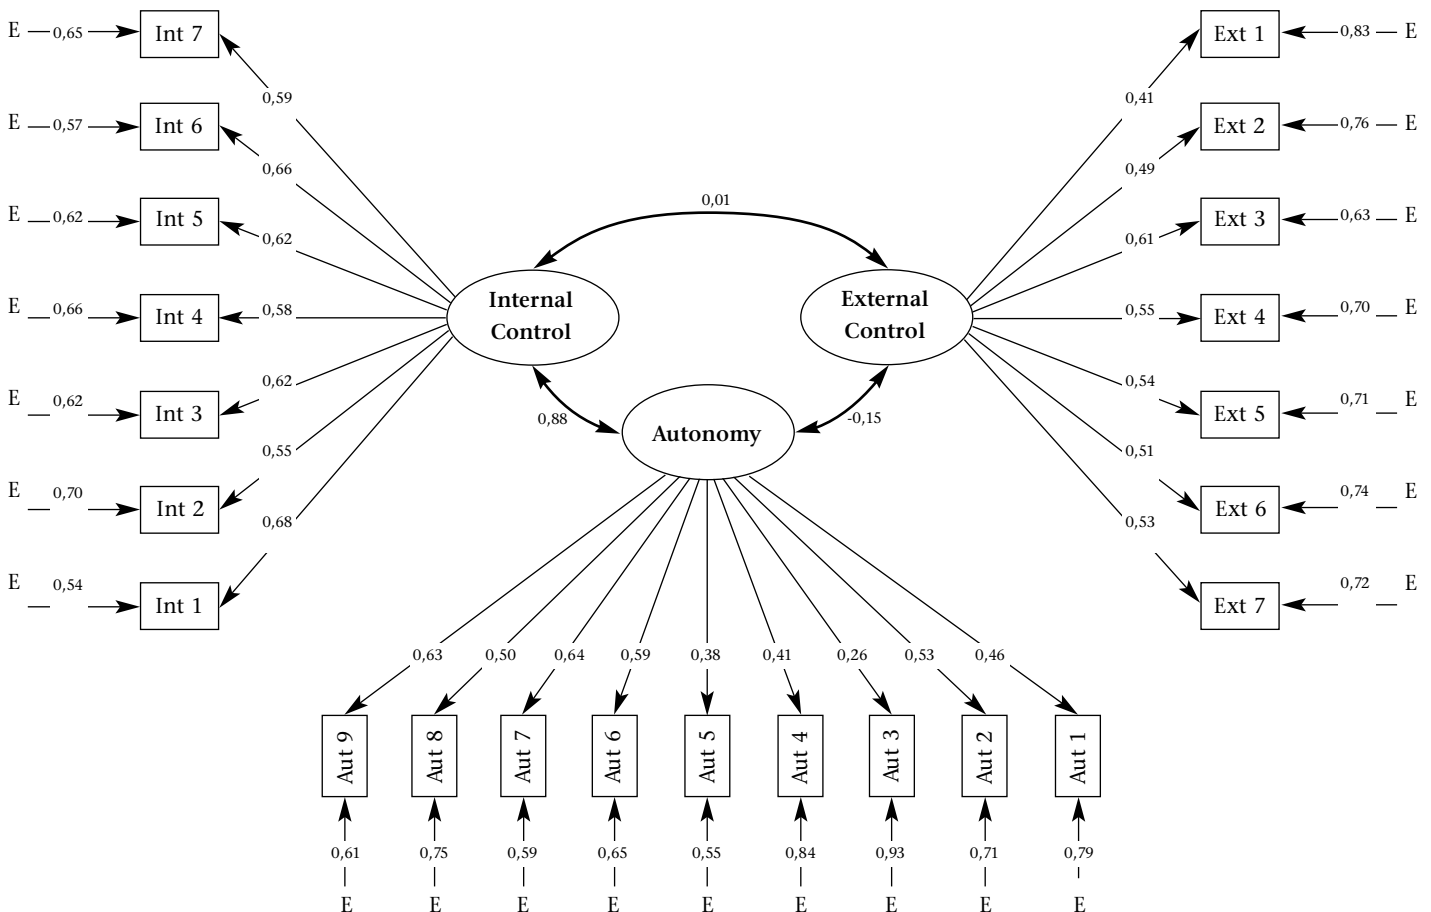 E 0,65 Int 7
0,59
E 0,57 Int 6
0,66
E 0,62 Int 5
0,62
E 0,66 Int 4
0,58
E 0,62 Int 3
0,62
E 0,70 Int 2
0,55
E 0,54 Int 1
0,68
Internal
Control
0,01
External
Control
0,88
-0,15
Autonomy
0,41
Ext 1 0,83 E
0,49
Ext 2 0,76 E
0,61
Ext 3 0,63 E
0,55
Ext 4 0,70 E
0,54
Ext 5 0,71 E
0,51
Ext 6 0,74 E
0,53
Ext 7 0,72 E
0,63 0,50 0,64 0,59 0,38 0,41 0,26 0,53 0,46
Aut 9 Aut 8 Aut 7 Aut 6 Aut 5 Aut 4 Aut 3 Aut 2 Aut 1
0,61 0,75 0,59 0,65 0,55 0,84 0,93 0,71 0,79
E E E E E E E E E